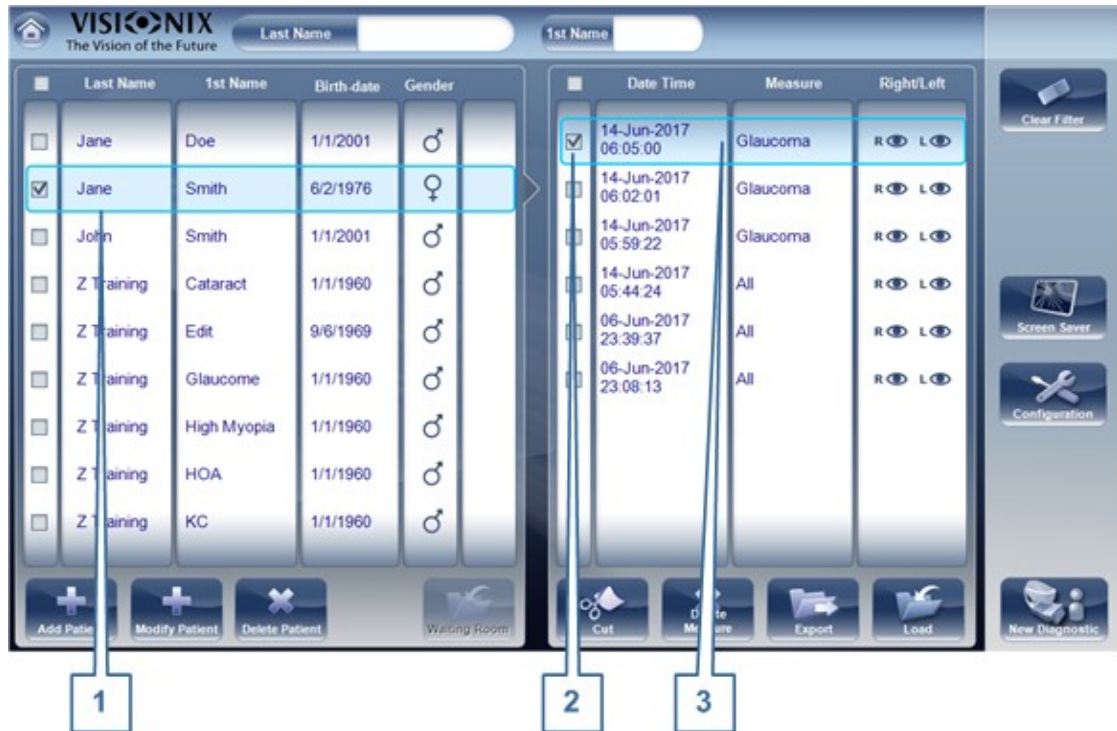 VISIONIX
The Vision of the Future
Last Name
1st Name
Last Name 1st Name Birth-date Gender
Jane Doe 1/1/2001
Jane Smith 6/2/1976
John Smith 1/1/2001
Z Training Cataract 1/1/1960
Z Training Edit 9/6/1969
Z Training Glaucome 1/1/1960
Z Training High Myopia 1/1/1960
Z Training HOA 1/1/1960
Z Training KC 1/1/1960
Add Patient Modify Patient Delete Patient Waiting Room
Date Time Measure Right/Left
14-Jun-2017
06:05:00 Glaucoma R L
14-Jun-2017
06:02:01 Glaucoma R L
14-Jun-2017
05:59:22 Glaucoma R L
14-Jun-2017
05:44:24 All R L
06-Jun-2017
23:39:37 All R L
06-Jun-2017
23:08:13 All R L
Cut Delete Measure Export Load
Clear Filter
Screen Saver
Configuration
New Diagnostic
1 2 3